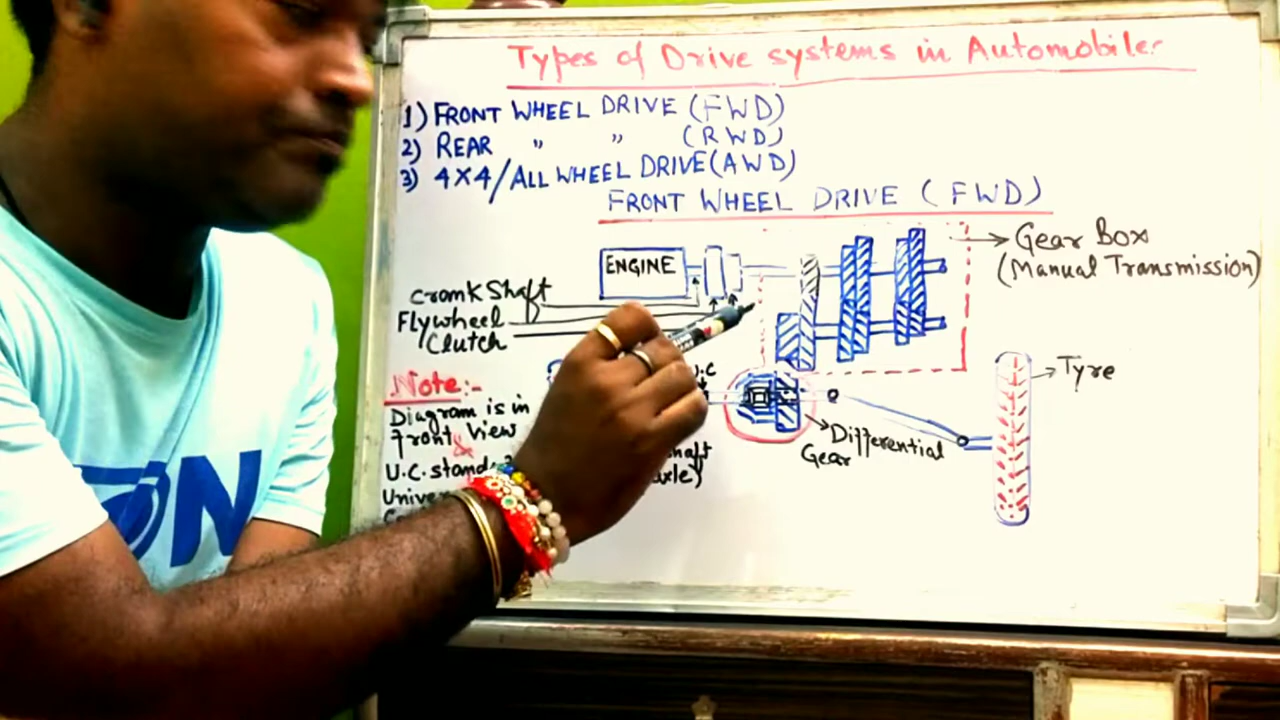 Types of Drive systems in Automobiles
1) FRONT WHEEL DRIVE (FWD)
2) REAR " " (RWD)
3) 4X4/ALL WHEEL DRIVE (AWD)
FRONT WHEEL DRIVE (FWD)
ENGINE
Gear Box
(Manual Transmission)
Cronk Shaft
Flywheel
Clutch
Tyre
Note:-
Diagram is in
front view
&
U.C. stand
Differential
Gear
ON